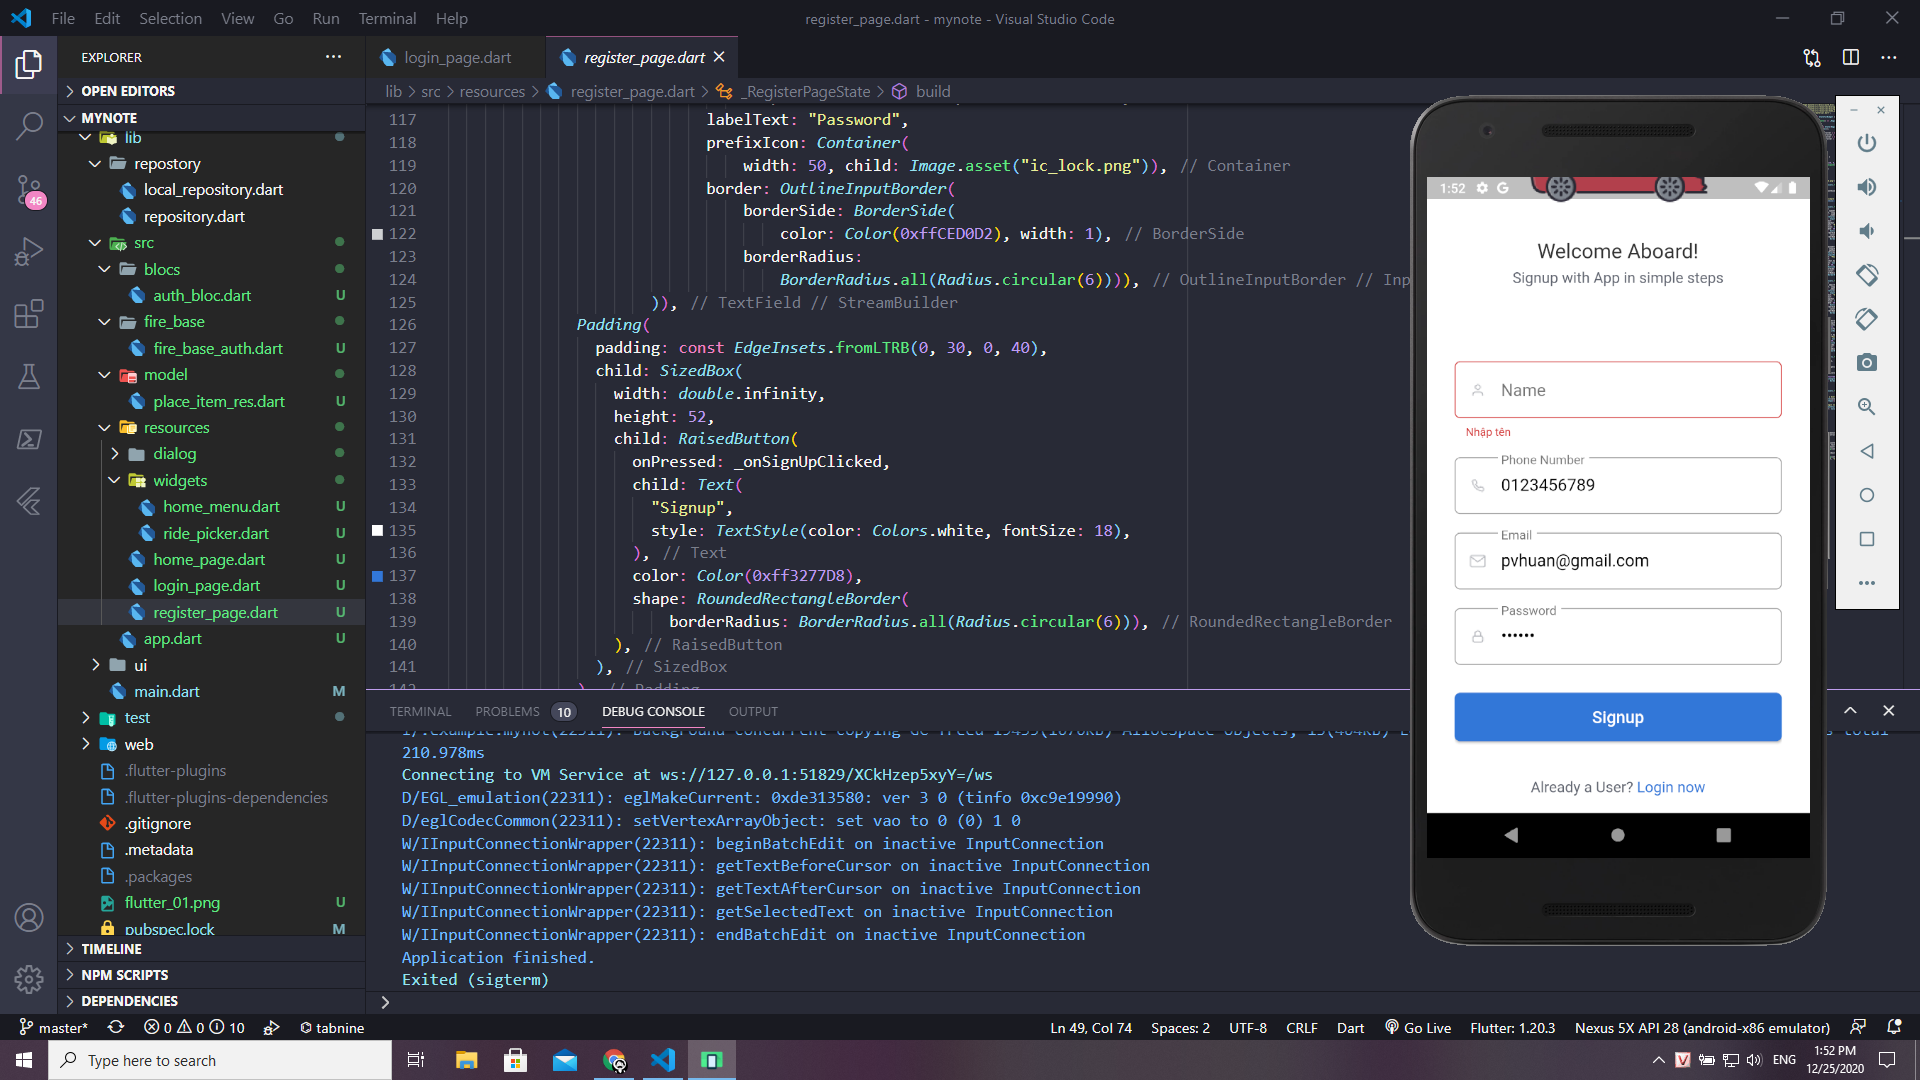 File Edit Selection View Go Run Terminal Help
register_page.dart - mynote - Visual Studio Code
EXPLORER
OPEN EDITORS
MYNOTE
lib
repostory
local_repository.dart
repository.dart
src
blocs
auth_bloc.dart U
fire_base
fire_base_auth.dart U
model
place_item_res.dart U
resources
dialog
widgets
home_menu.dart U
ride_picker.dart U
home_page.dart U
login_page.dart U
register_page.dart U
app.dart U
ui
main.dart M
test
web
.flutter-plugins
.flutter-plugins-dependencies
.gitignore
.metadata
.packages
flutter_01.png U
pubspec.lock M
TIMELINE
NPM SCRIPTS
DEPENDENCIES
46
login_page.dart
register_page.dart
lib > src > resources > register_page.dart > _RegisterPageState > build
117 labelText: "Password",
118 prefixIcon: Container(
119 width: 50, child: Image.asset("ic_lock.png")), // Container
120 border: OutlineInputBorder(
121 borderSide: BorderSide(
122 color: Color(0xffCED0D2), width: 1), // BorderSide
123 borderRadius:
124 BorderRadius.all(Radius.circular(6)))), // OutlineInputBorder // Inp
125 )), // TextField // StreamBuilder
126 Padding(
127 padding: const EdgeInsets.fromLTRB(0, 30, 0, 40),
128 child: SizedBox(
129 width: double.infinity,
130 height: 52,
131 child: RaisedButton(
132 onPressed: _onSignUpClicked,
133 child: Text(
134 "Signup",
135 style: TextStyle(color: Colors.white, fontSize: 18),
136 ), // Text
137 color: Color(0xff3277D8),
138 shape: RoundedRectangleBorder(
139 borderRadius: BorderRadius.all(Radius.circular(6))), // RoundedRectangleBorder
140 ), // RaisedButton
141 ), // SizedBox
142 ), // Padding
TERMINAL PROBLEMS 10 DEBUG CONSOLE OUTPUT
total
210.978ms
Connecting to VM Service at ws://127.0.0.1:51829/XCkHzep5xyY=/ws
D/EGL_emulation(22311): eglMakeCurrent: 0xde313580: ver 3 0 (tinfo 0xc9e19990)
D/eglCodecCommon(22311): setVertexArrayObject: set vao to 0 (0) 1 0
W/IInputConnectionWrapper(22311): beginBatchEdit on inactive InputConnection
W/IInputConnectionWrapper(22311): getTextBeforeCursor on inactive InputConnection
W/IInputConnectionWrapper(22311): getTextAfterCursor on inactive InputConnection
W/IInputConnectionWrapper(22311): getSelectedText on inactive InputConnection
W/IInputConnectionWrapper(22311): endBatchEdit on inactive InputConnection
Application finished.
Exited (sigterm)
1:52 G
Welcome Aboard!
Signup with App in simple steps
Name
Nhập tên
Phone Number
0123456789
Email
pvhuan@gmail.com
Password
••••••
Signup
Already a User? Login now
master* 0 0 10 tabnine
Ln 49, Col 74 Spaces: 2 UTF-8 CRLF Dart Go Live Flutter: 1.20.3 Nexus 5X API 28 (android-x86 emulator)
Type here to search
V ENG
1:52 PM
12/25/2020